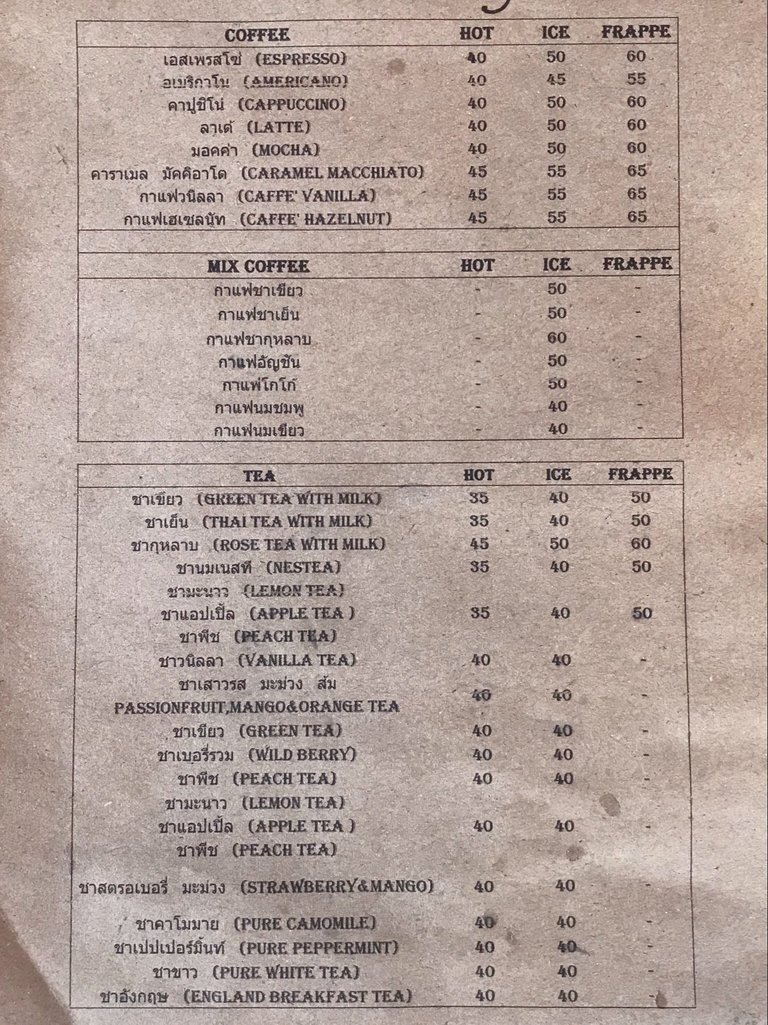 COFFEE HOT ICE FRAPPE
เอสเพรสโซ่ (ESPRESSO) 40 50 60
อเมริกาโน (AMERICANO) 40 45 55
คาปูชิโน่ (CAPPUCCINO) 40 50 60
ลาเต้ (LATTE) 40 50 60
มอคค่า (MOCHA) 40 50 60
คาราเมล มัคคิอาโต (CARAMEL MACCHIATO) 45 55 65
กาแฟวนิลลา (CAFFE' VANILLA) 45 55 65
กาแฟเฮเซลนัท (CAFFE' HAZELNUT) 45 55 65
MIX COFFEE HOT ICE FRAPPE
กาแฟชาเขียว - 50 -
กาแฟชาเย็น - 50 -
กาแฟชากุหลาบ - 60 -
กาแฟอัญชัน - 50 -
กาแฟโกโก้ - 50 -
กาแฟนมชมพู - 40 -
กาแฟนมเขียว - 40 -
TEA HOT ICE FRAPPE
ชาเขียว (GREEN TEA WITH MILK) 35 40 50
ชาเย็น (THAI TEA WITH MILK) 35 40 50
ชากุหลาบ (ROSE TEA WITH MILK) 45 50 60
ชานมเนสที (NESTEA) 35 40 50
ชามะนาว (LEMON TEA)
ชาแอปเปิ้ล (APPLE TEA ) 35 40 50
ชาพีช (PEACH TEA)
ชาวนิลลา (VANILLA TEA) 40 40 -
ชาเสาวรส มะม่วง ส้ม
PASSIONFRUIT,MANGO&ORANGE TEA 40 40 -
ชาเขียว (GREEN TEA) 40 40 -
ชาเบอรี่รวม (WILD BERRY) 40 40 -
ชาพีช (PEACH TEA) 40 40 -
ชามะนาว (LEMON TEA)
ชาแอปเปิ้ล (APPLE TEA ) 40 40 -
ชาพีช (PEACH TEA)
ชาสตรอเบอรี่ มะม่วง (STRAWBERRY&MANGO) 40 40 -
ชาคาโมมาย (PURE CAMOMILE) 40 40 -
ชาเปปเปอร์มิ้นท์ (PURE PEPPERMINT) 40 40 -
ชาขาว (PURE WHITE TEA) 40 40 -
ชาอังกฤษ (ENGLAND BREAKFAST TEA) 40 40 -